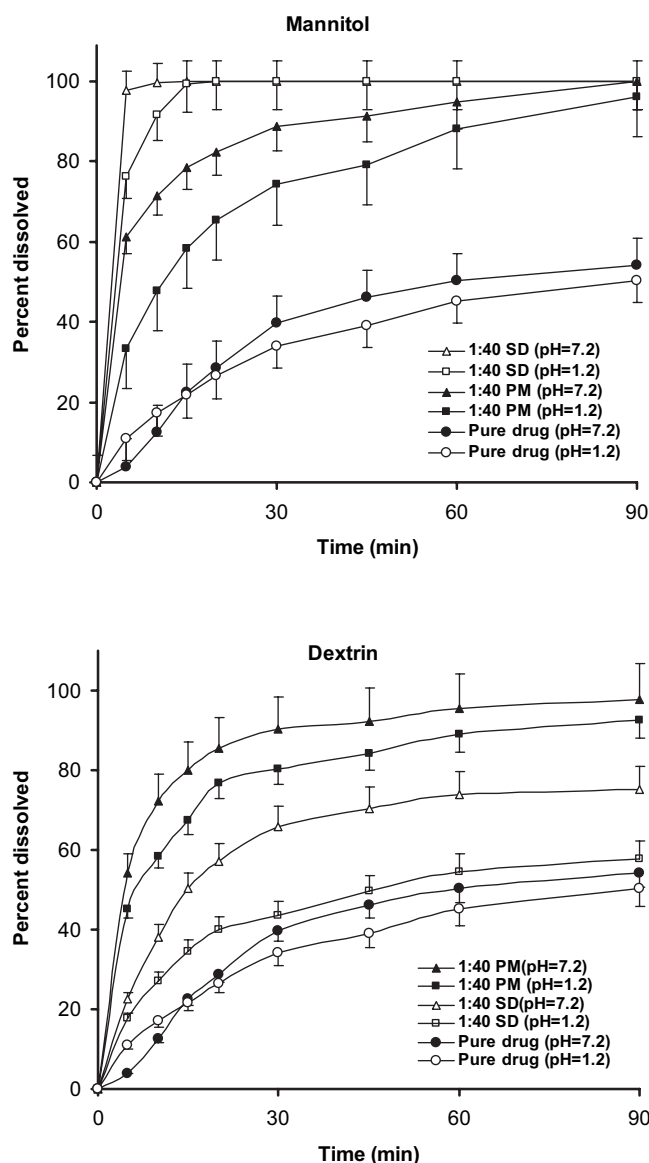 Mannitol
100
80
60
40
20
0
Percent dissolved
1:40 SD (pH=7.2)
1:40 SD (pH=1.2)
1:40 PM (pH=7.2)
1:40 PM (pH=1.2)
Pure drug (pH=7.2)
Pure drug (pH=1.2)
0 30 60 90
Time (min)
Dextrin
100
80
60
40
20
0
Percent dissolved
1:40 PM(pH=7.2)
1:40 PM (pH=1.2)
1:40 SD(pH=7.2)
1:40 SD (pH=1.2)
Pure drug (pH=7.2)
Pure drug (pH=1.2)
0 30 60 90
Time (min)